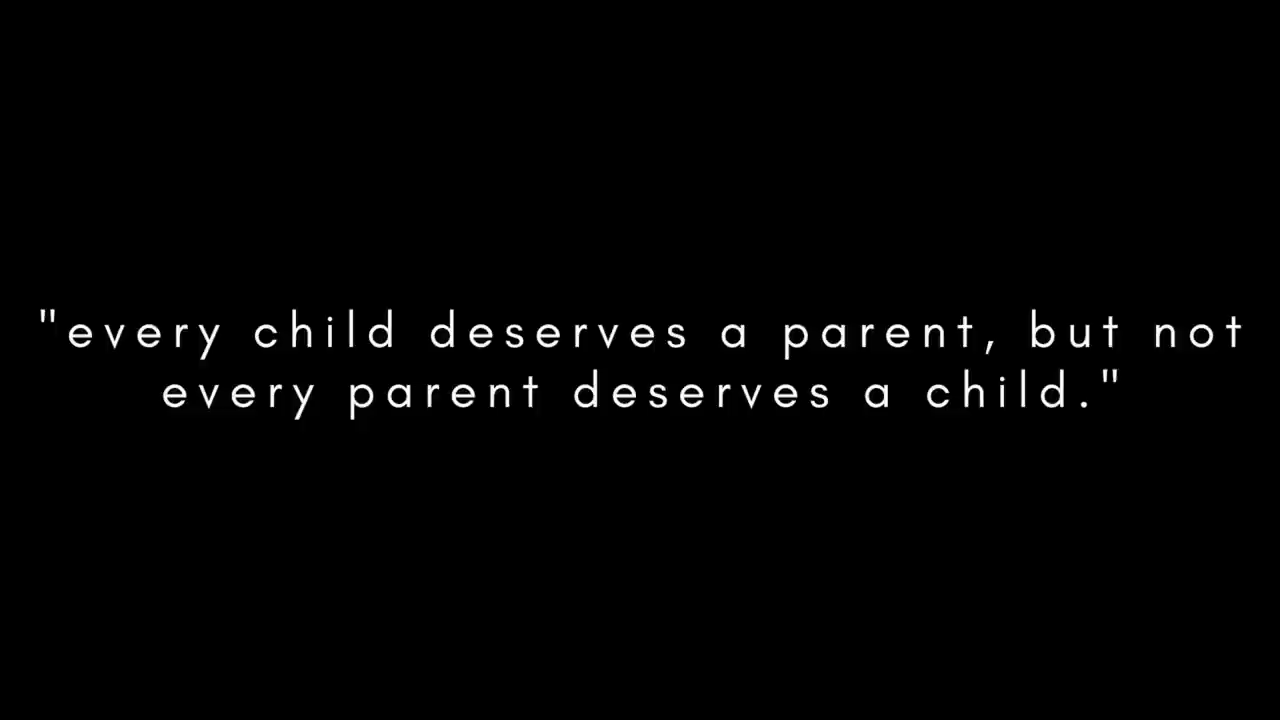 "every child deserves a parent, but not
every parent deserves a child."